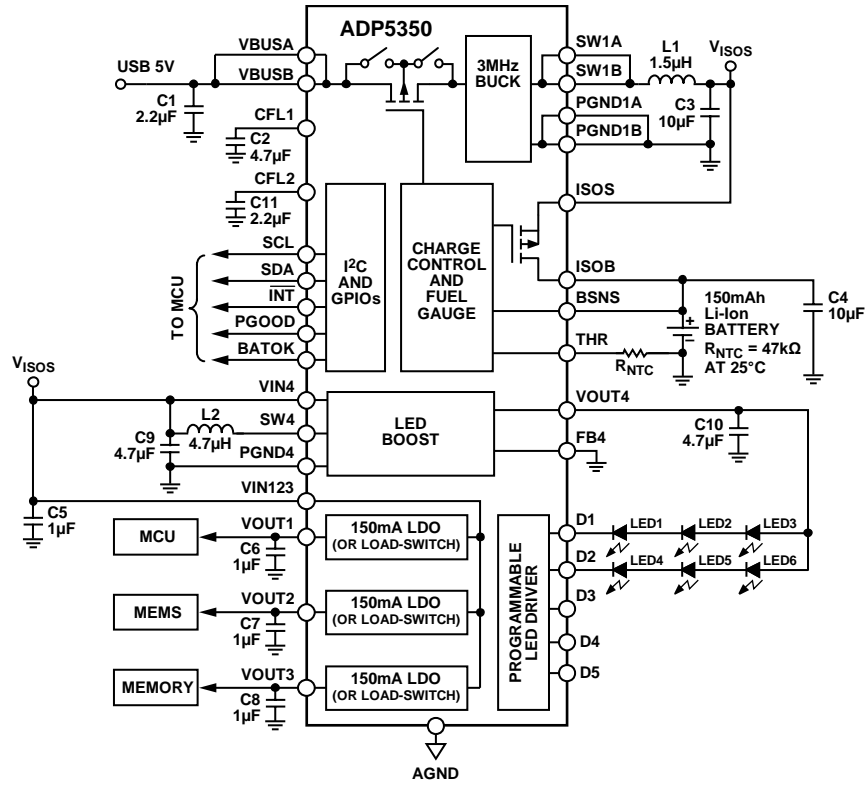 ADP5350
VBUSA
USB 5V
VBUSB
C1
2.2µF
CFL1
C2
4.7µF
CFL2
C11
2.2µF
3MHz
BUCK
SW1A
SW1B
L1
1.5µH
VISOS
PGND1A
PGND1B
C3
10µF
ISOS
TO MCU
SCL
SDA
INT
PGOOD
BATOK
I2C
AND
GPIOs
CHARGE
CONTROL
AND
FUEL
GAUGE
ISOB
BSNS
THR
RNTC
150mAh
Li-Ion
BATTERY
RNTC = 47kΩ
AT 25°C
+
–
C4
10µF
VISOS
VIN4
L2
4.7µH
SW4
C9
4.7µF
PGND4
LED
BOOST
VOUT4
C10
4.7µF
FB4
VIN123
C5
1µF
MCU
VOUT1
C6
1µF
150mA LDO
(OR LOAD-SWITCH)
MEMS
VOUT2
C7
1µF
150mA LDO
(OR LOAD-SWITCH)
MEMORY
VOUT3
C8
1µF
150mA LDO
(OR LOAD-SWITCH)
PROGRAMMABLE
LED DRIVER
D1
LED1
LED2
LED3
D2
LED4
LED5
LED6
D3
D4
D5
AGND